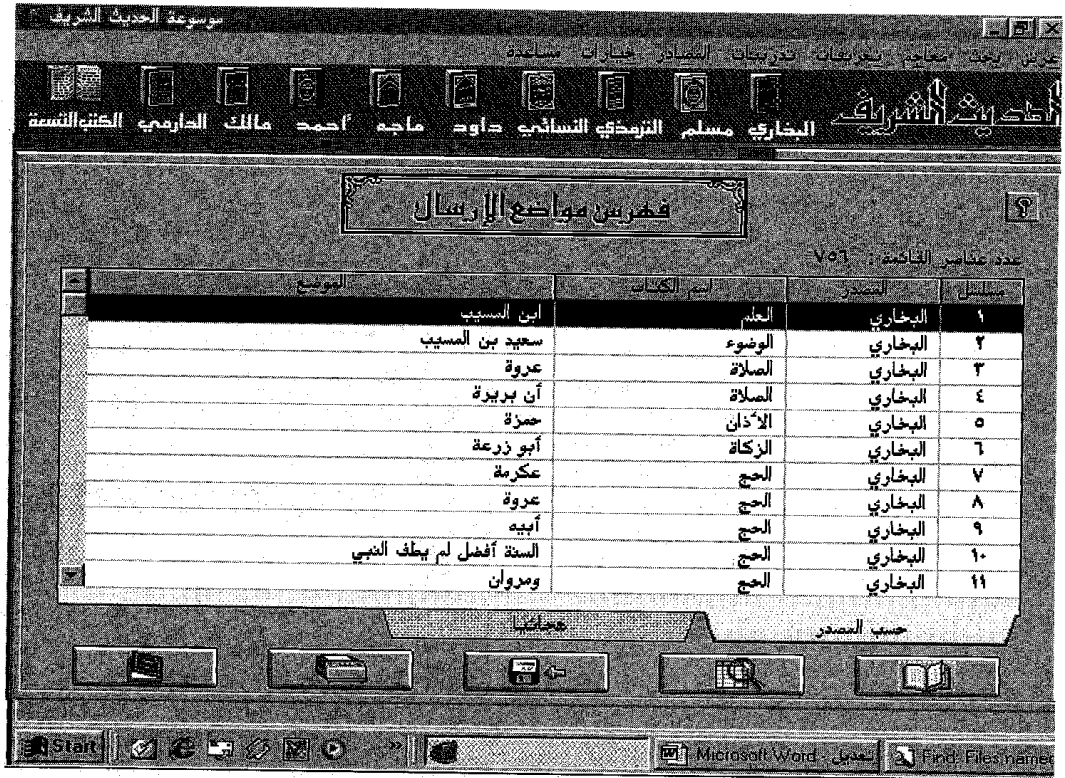 موسوعة الحديث الشريف
عرض بحث معاجم تخريجات تدريبات المصادر خيارات مساعدة
الحديث الشريف
البخاري مسلم الترمذي النسائي داود ماجه أحمد مالك الدارمي الكتب التسعة
فهرس مواضع الإرسال
عدد عناصر القائمة : ٧٥٦
مسلسل المصدر اسم الكتاب الموضع
١ البخاري العلم ابن المسيب
٢ البخاري الوضوء سعيد بن المسيب
٣ البخاري الصلاة عروة
٤ البخاري الصلاة أن بريرة
٥ البخاري الأذان حمزة
٦ البخاري الزكاة أبو زرعة
٧ البخاري الحج عكرمة
٨ البخاري الحج عروة
٩ البخاري الحج أبيه
١٠ البخاري الحج السنة أفضل لم يطف النبي
١١ البخاري الحج ومروان
حسب المصدر هجائيا
Start » Microsoft Word - تعديل Find: Files named